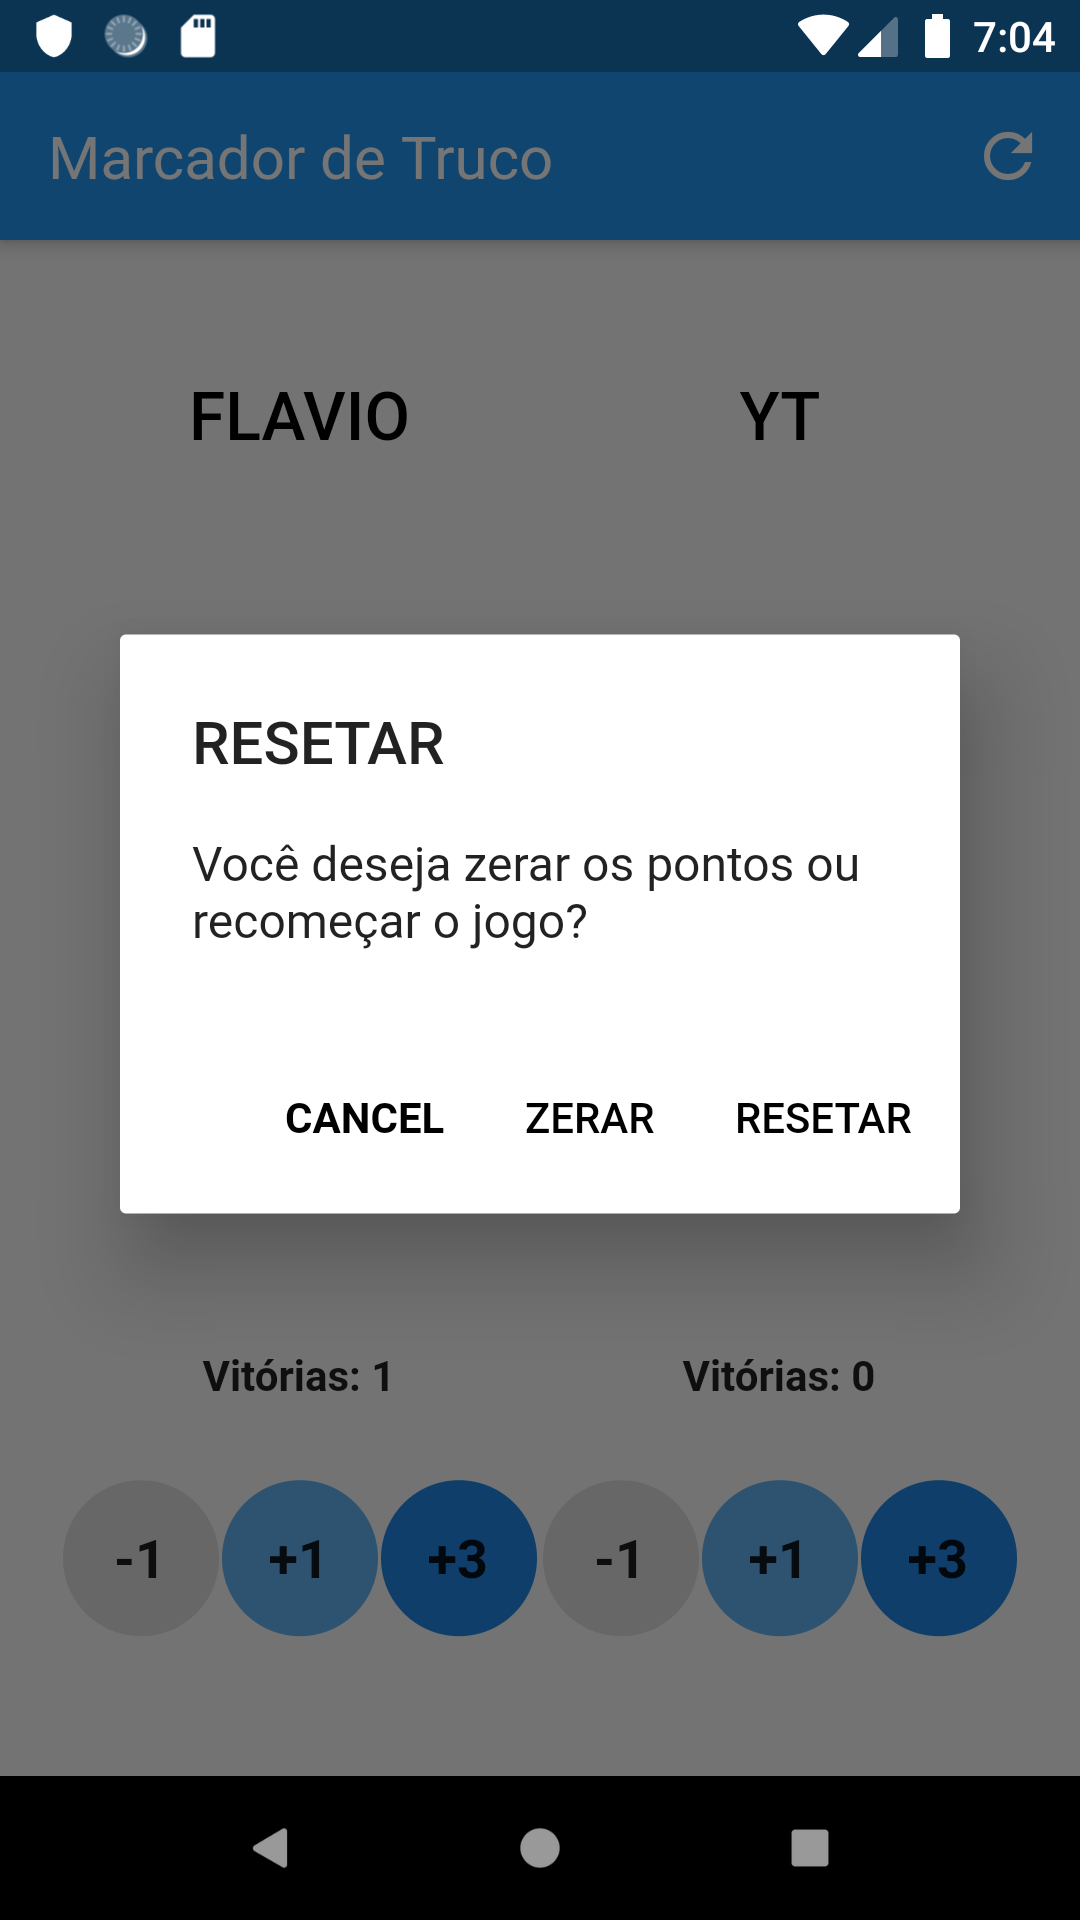 7:04
Marcador de Truco
FLAVIO YT
RESETAR
Você deseja zerar os pontos ou
recomeçar o jogo?
CANCEL ZERAR RESETAR
Vitórias: 1 Vitórias: 0
-1 +1 +3 -1 +1 +3